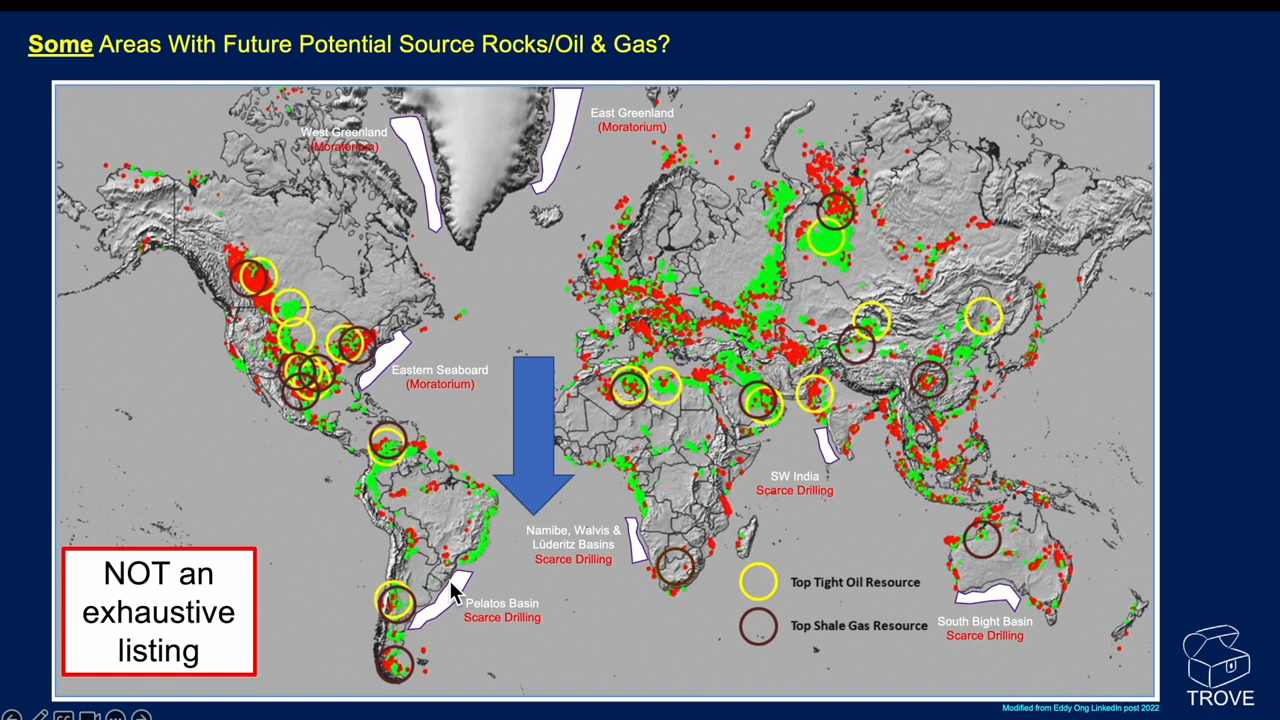 Some Areas With Future Potential Source Rocks/Oil & Gas?
East Greenland
(Moratorium)
West Greenland
(Moratorium)
Eastern Seaboard
(Moratorium)
SW India
Scarce Drilling
Namibe, Walvis &
Lüderitz Basins
Scarce Drilling
NOT an
exhaustive
listing
Pelatos Basin
Scarce Drilling
Top Tight Oil Resource
Top Shale Gas Resource
South Bight Basin
Scarce Drilling
TROVE
Modified from Eddy Ong LinkedIn post 2022
CC